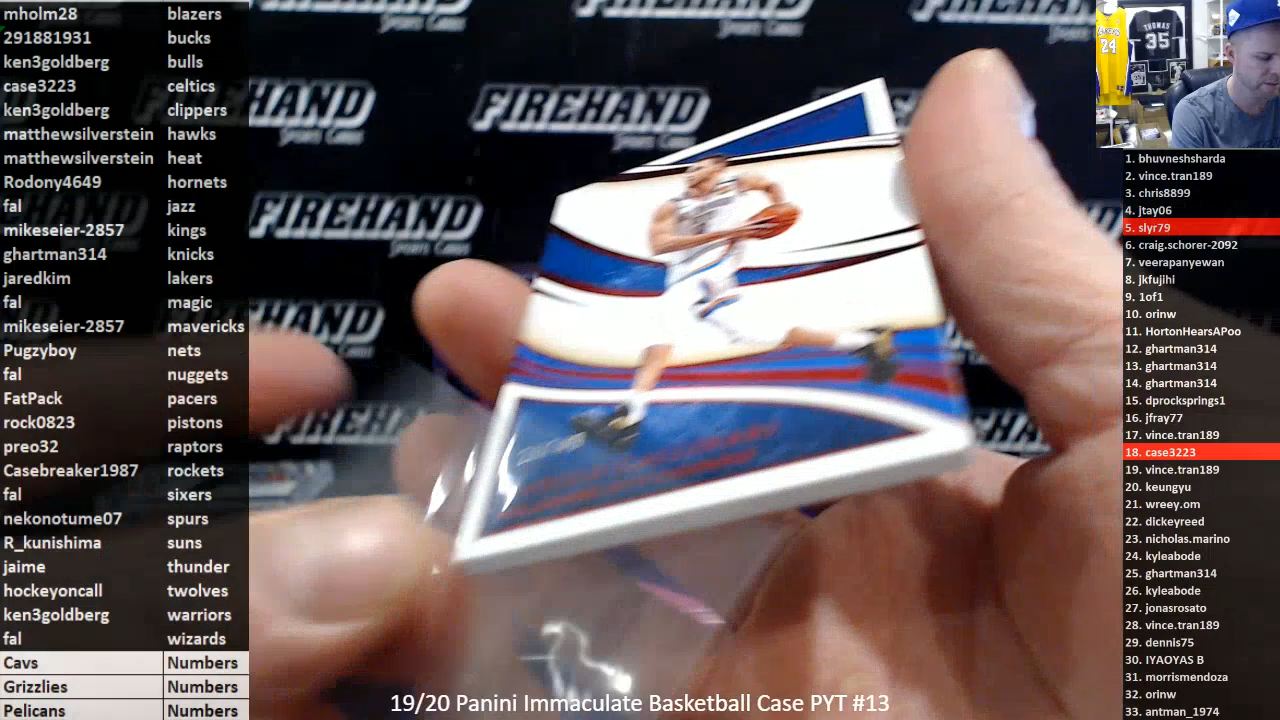 mholm28 blazers
291881931 bucks
ken3goldberg bulls
case3223 celtics
ken3goldberg clippers
matthewsilverstein hawks
matthewsilverstein heat
Rodony4649 hornets
fal jazz
mikeseier-2857 kings
ghartman314 knicks
jaredkim lakers
fal magic
mikeseier-2857 mavericks
Pugzyboy nets
fal nuggets
FatPack pacers
rock0823 pistons
preo32 raptors
Casebreaker1987 rockets
fal sixers
nekonotume07 spurs
R_kunishima suns
jaime thunder
hockeyoncall twolves
ken3goldberg warriors
fal wizards
Cavs Numbers
Grizzlies Numbers
Pelicans Numbers
FIREHAND
Sports Cards
FIREHAND
Sports Cards
FIREHAND
19/20 Panini Immaculate Basketball Case PYT #13
LAKERS
24
THOMAS
35
1. bhuvneshsharda
2. vince.tran189
3. chris8899
4. jtay06
5. slyr79
6. craig.schorer-2092
7. veerapanyewan
8. jkfujihi
9. 1of1
10. orinw
11. HortonHearsAPoo
12. ghartman314
13. ghartman314
14. ghartman314
15. dprocksprings1
16. jfray77
17. vince.tran189
18. case3223
19. vince.tran189
20. keungyu
21. wreey.om
22. dickeyreed
23. nicholas.marino
24. kyleabode
25. ghartman314
26. kyleabode
27. jonasrosato
28. vince.tran189
29. dennis75
30. IYAOYAS B
31. morrismendoza
32. orinw
33. antman_1974